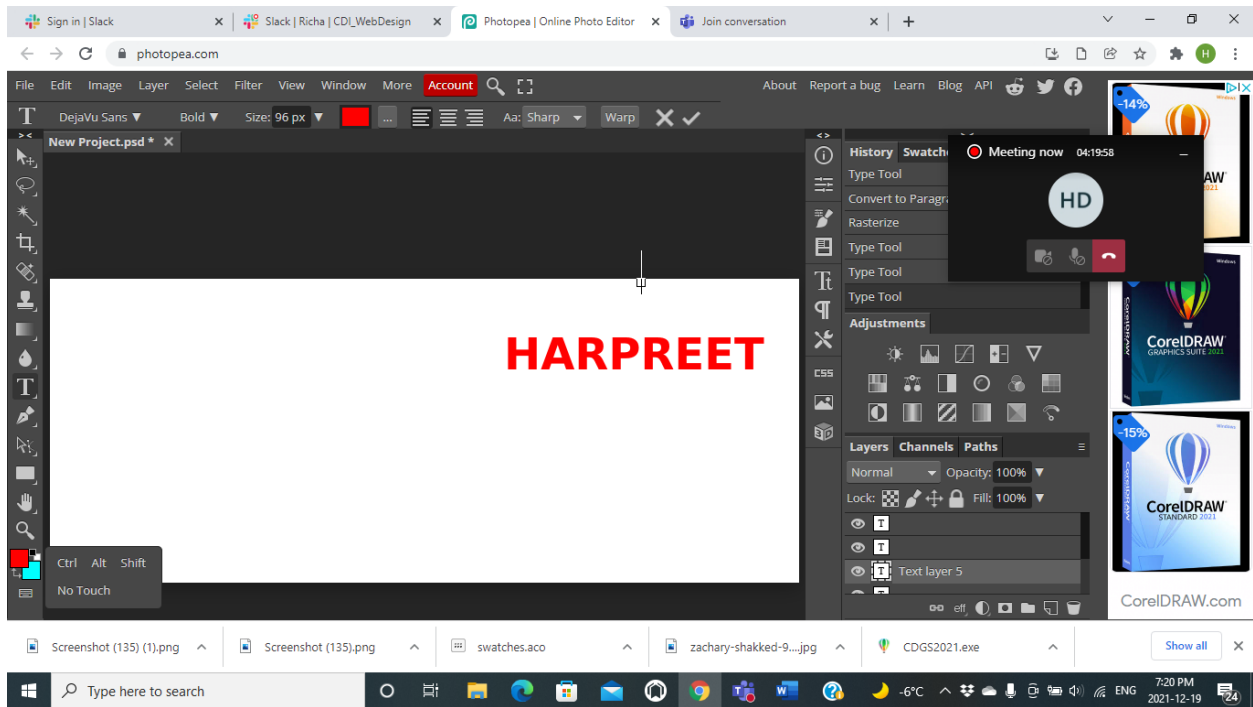 Sign in | Slack
Slack | Richa | CDI_WebDesign
Photopea | Online Photo Editor
Join conversation
photopea.com
H
File Edit Image Layer Select Filter View Window More Account
About Report a bug Learn Blog API
DejaVu Sans Bold Size: 96 px ... Aa: Sharp Warp
New Project.psd *
HARPREET
Ctrl Alt Shift
No Touch
CSS
History
Type Tool
Convert to
Rasterize
Type Tool
Type Tool
Type Tool
Adjustments
Layers Channels Paths
Normal Opacity: 100%
Lock: Fill: 100%
T
T
T Text layer 5
eff
Meeting now 04:19:58
HD
-14%
Windows
2021
Windows
CorelDRAW
GRAPHICS SUITE 2021
-15%
Windows
CorelDRAW
STANDARD 2021
CorelDRAW.com
Screenshot (135) (1).png
Screenshot (135).png
swatches.aco
zachary-shakked-9....jpg
CDGS2021.exe
Show all
Type here to search
-6°C
ENG
7:20 PM
2021-12-19
24